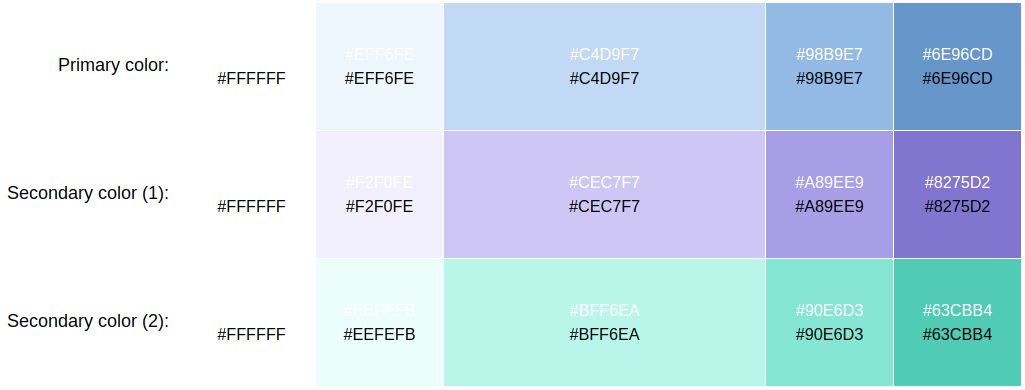 Primary color:
#FFFFFF
#EFF6FE
#EFF6FE
#C4D9F7
#C4D9F7
#98B9E7
#98B9E7
#6E96CD
#6E96CD
Secondary color (1):
#FFFFFF
#F2F0FE
#F2F0FE
#CEC7F7
#CEC7F7
#A89EE9
#A89EE9
#8275D2
#8275D2
Secondary color (2):
#FFFFFF
#EEFEFB
#EEFEFB
#BFF6EA
#BFF6EA
#90E6D3
#90E6D3
#63CBB4
#63CBB4